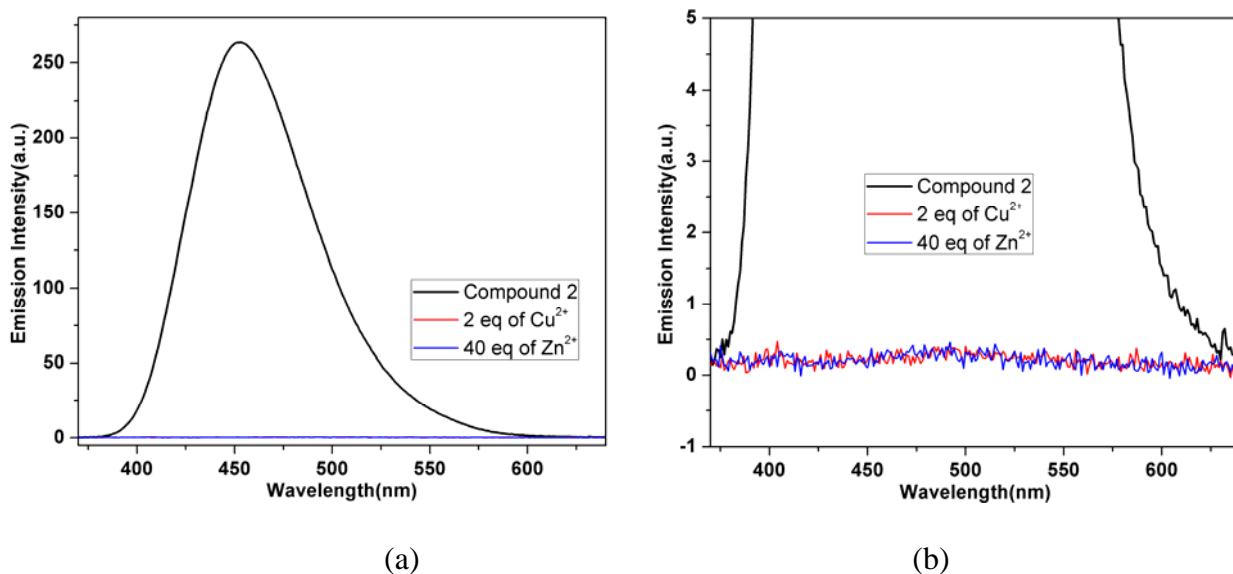 250
200
150
100
50
0
Emission Intensity(a.u.)
Compound 2
2 eq of Cu²⁺
40 eq of Zn²⁺
400 450 500 550 600
Wavelength(nm)
(a)
5
4
3
2
1
0
-1
Emission Intensity(a.u.)
Compound 2
2 eq of Cu²⁺
40 eq of Zn²⁺
400 450 500 550 600
Wavelength(nm)
(b)